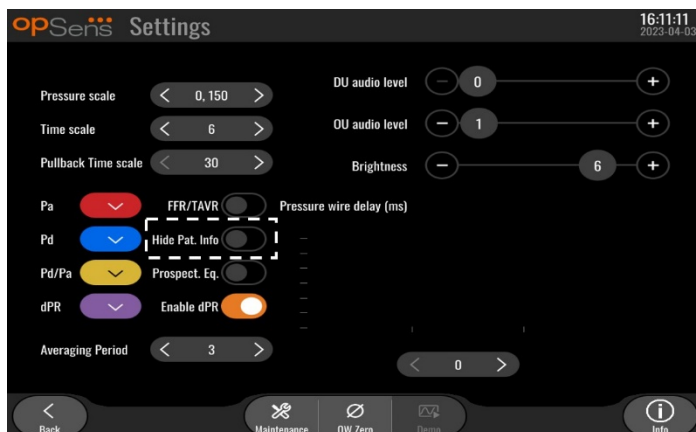 opSens Settings
16:11:11
2023-04-03
Pressure scale < 0, 150 >
Time scale < 6 >
Pullback Time scale < 30 >
DU audio level − 0 +
OU audio level − 1 +
Brightness − 6 +
Pa FFR/TAVR Pressure wire delay (ms)
Pd Hide Pat. Info
Pd/Pa Prospect. Eq.
dPR Enable dPR
Averaging Period < 3 >
< 0 >
Back
Maintenance
OW Zero
Demo
Info